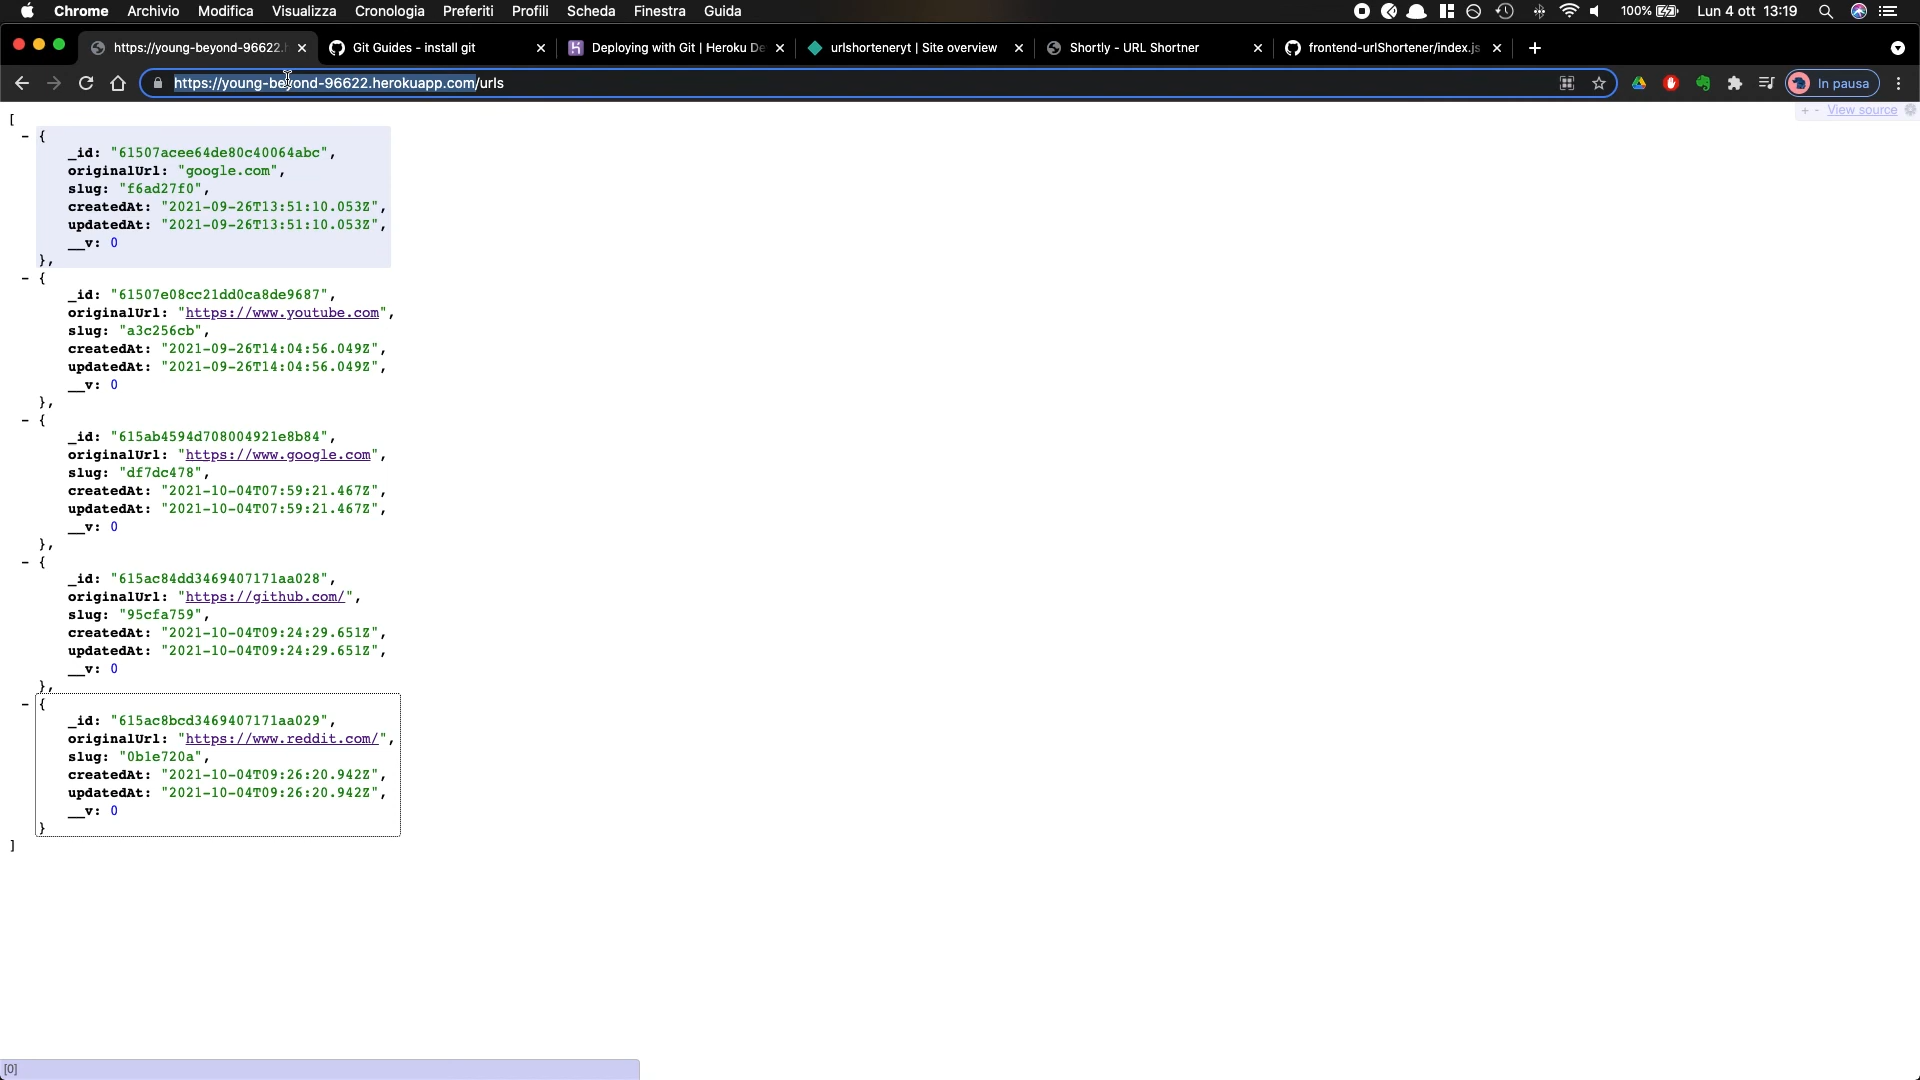 Chrome Archivio Modifica Visualizza Cronologia Preferiti Profili Scheda Finestra Guida 100% Lun 4 ott 13:19
https://young-beyond-96622.h Git Guides - install git Deploying with Git | Heroku De urlshorteneryt | Site overview Shortly - URL Shortner frontend-urlShortener/index.js
https://young-beyond-96622.herokuapp.com/urls In pausa
+ - View source
[
- {
_id: "61507acee64de80c40064abc",
originalUrl: "google.com",
slug: "f6ad27f0",
createdAt: "2021-09-26T13:51:10.053Z",
updatedAt: "2021-09-26T13:51:10.053Z",
__v: 0
},
- {
_id: "61507e08cc21dd0ca8de9687",
originalUrl: "https://www.youtube.com",
slug: "a3c256cb",
createdAt: "2021-09-26T14:04:56.049Z",
updatedAt: "2021-09-26T14:04:56.049Z",
__v: 0
},
- {
_id: "615ab4594d708004921e8b84",
originalUrl: "https://www.google.com",
slug: "df7dc478",
createdAt: "2021-10-04T07:59:21.467Z",
updatedAt: "2021-10-04T07:59:21.467Z",
__v: 0
},
- {
_id: "615ac84dd3469407171aa028",
originalUrl: "https://github.com/",
slug: "95cfa759",
createdAt: "2021-10-04T09:24:29.651Z",
updatedAt: "2021-10-04T09:24:29.651Z",
__v: 0
},
- {
_id: "615ac8bcd3469407171aa029",
originalUrl: "https://www.reddit.com/",
slug: "0b1e720a",
createdAt: "2021-10-04T09:26:20.942Z",
updatedAt: "2021-10-04T09:26:20.942Z",
__v: 0
}
]
[0]